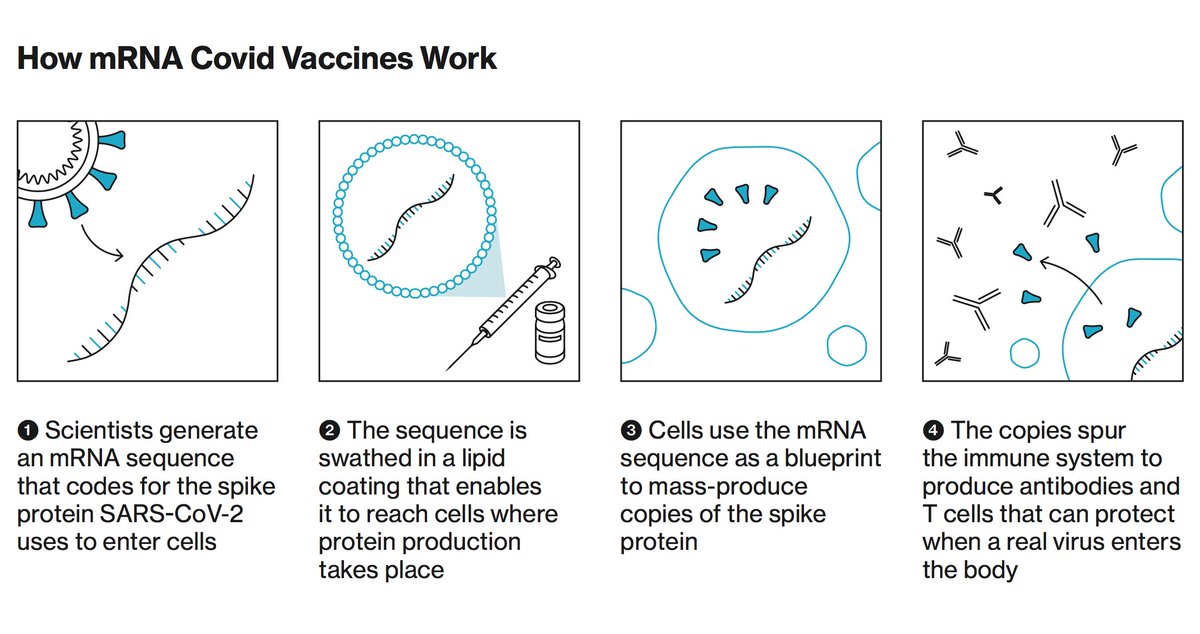 How mRNA Covid Vaccines Work
❶ Scientists generate
an mRNA sequence
that codes for the spike
protein SARS-CoV-2
uses to enter cells
❷ The sequence is
swathed in a lipid
coating that enables
it to reach cells where
protein production
takes place
❸ Cells use the mRNA
sequence as a blueprint
to mass-produce
copies of the spike
protein
❹ The copies spur
the immune system to
produce antibodies and
T cells that can protect
when a real virus enters
the body